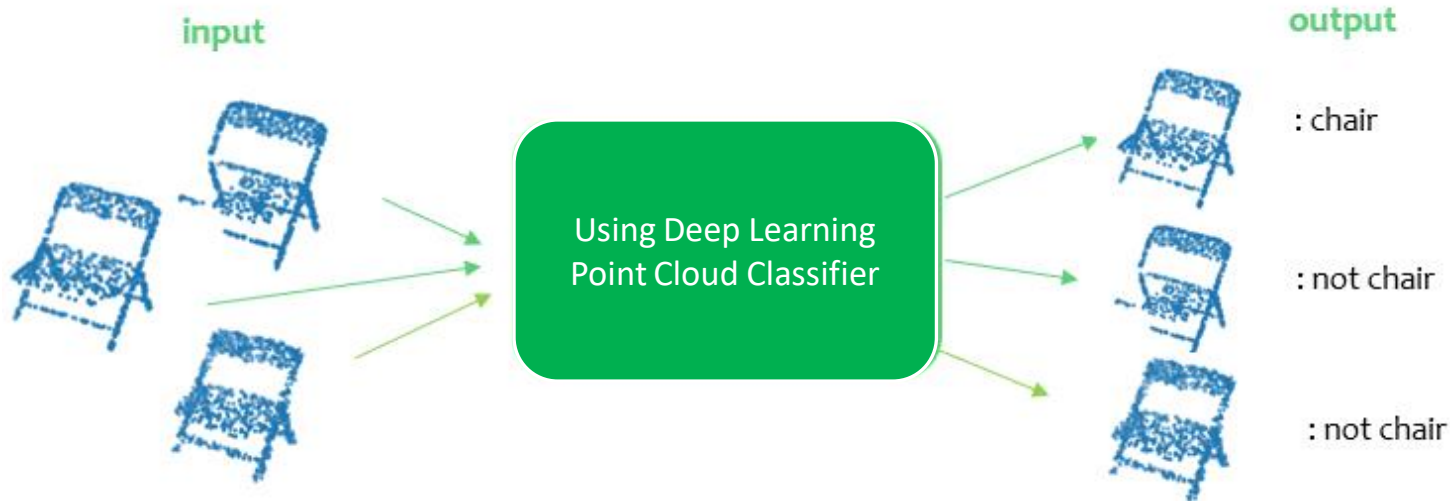 input
output
: chair
Using Deep Learning
Point Cloud Classifier
: not chair
: not chair